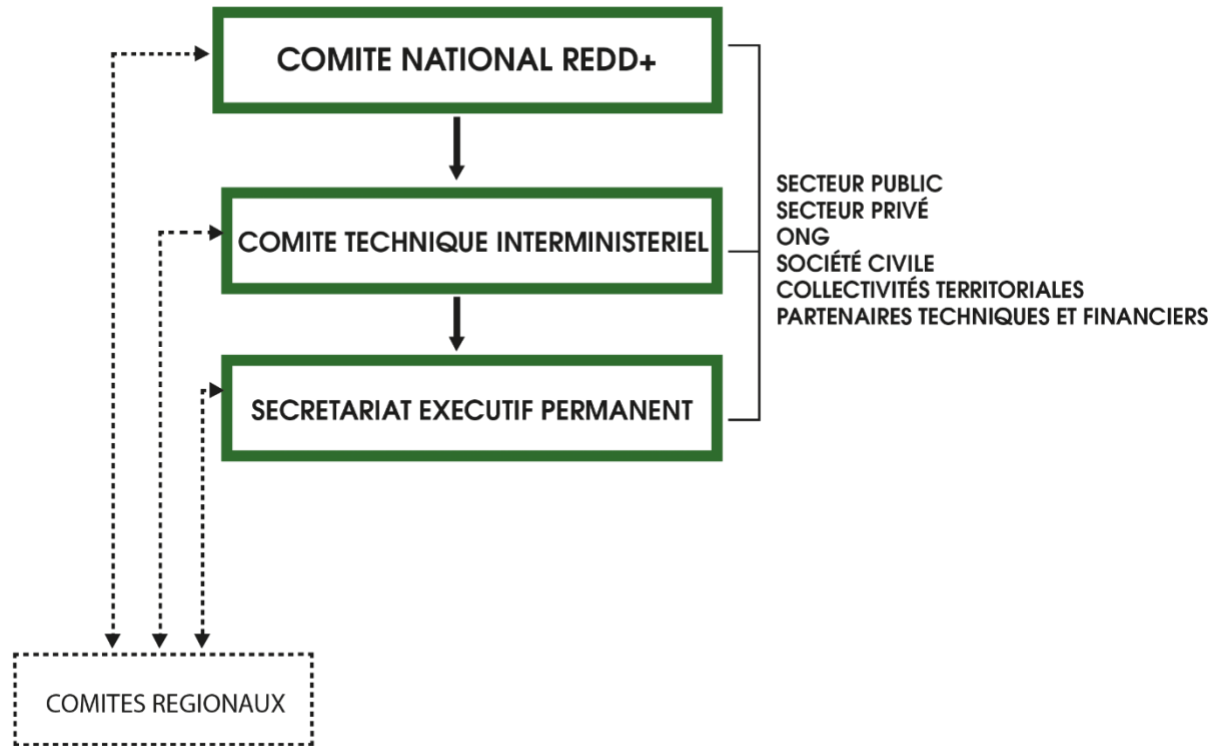 COMITE NATIONAL REDD+
COMITE TECHNIQUE INTERMINISTERIEL
SECRETARIAT EXECUTIF PERMANENT
SECTEUR PUBLIC
SECTEUR PRIVÉ
ONG
SOCIÉTÉ CIVILE
COLLECTIVITÉS TERRITORIALES
PARTENAIRES TECHNIQUES ET FINANCIERS
COMITES REGIONAUX